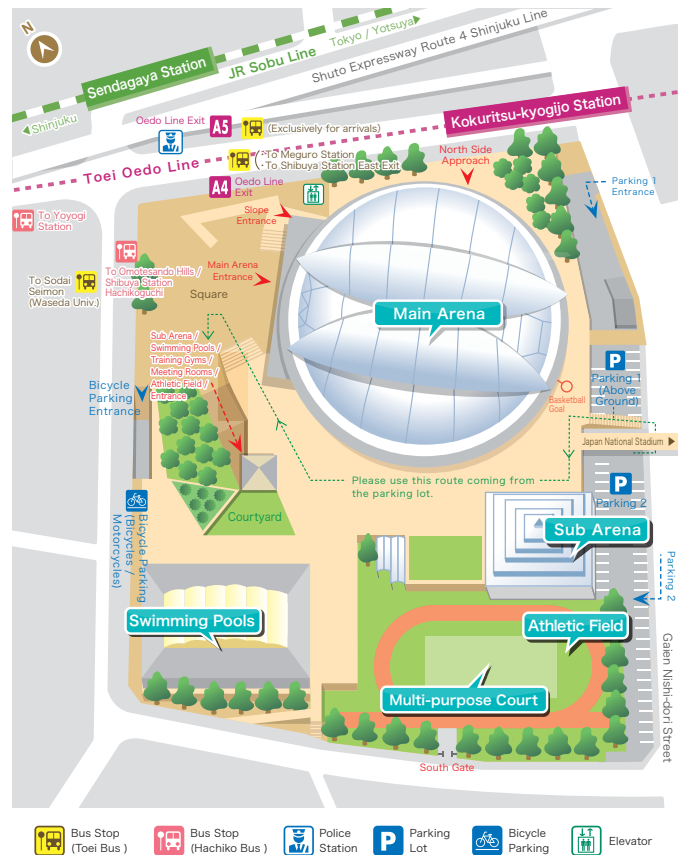 N
Sendagaya Station
JR Sobu Line
Tokyo / Yotsuya
Shuto Expressway Route 4 Shinjuku Line
Shinjuku
Oedo Line Exit
A5
(Exclusively for arrivals)
Kokuritsu-kyogijo Station
Toei Oedo Line
To Meguro Station
To Shibuya Station East Exit
A4
Oedo Line
Exit
North Side
Approach
Parking 1
Entrance
To Yoyogi
Station
Slope
Entrance
To Omotesando Hills /
Shibuya Station
Hachikoguchi
To Sodai
Seimon
(Waseda Univ.)
Main Arena
Entrance
Square
Main Arena
Sub Arena /
Swimming Pools /
Training Gyms /
Meeting Rooms /
Athletic Field /
Entrance
Bicycle
Parking
Entrance
P
Parking 1
(Above
Ground)
Basketball
Goal
Japan National Stadium
Please use this route coming from
the parking lot.
P
Parking 2
Courtyard
Bicycle Parking
(Bicycles /
Motorcycles)
Sub Arena
Parking 2
Swimming Pools
Athletic Field
Multi-purpose Court
Gaien Nishi-dori Street
South Gate
Bus Stop
(Toei Bus )
Bus Stop
(Hachiko Bus )
Police
Station
P
Parking
Lot
Bicycle
Parking
Elevator